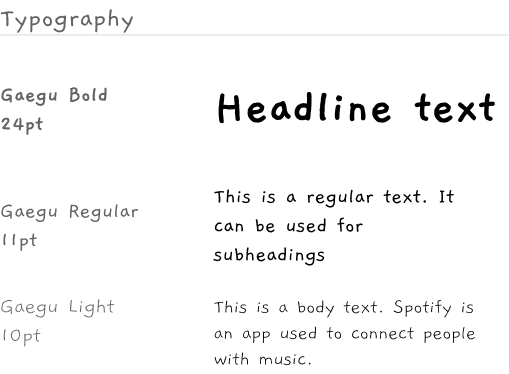 Typography
Gaegu Bold
24pt
Headline text
Gaegu Regular
11pt
This is a regular text. It
can be used for
subheadings
Gaegu Light
10pt
This is a body text. Spotify is
an app used to connect people
with music.